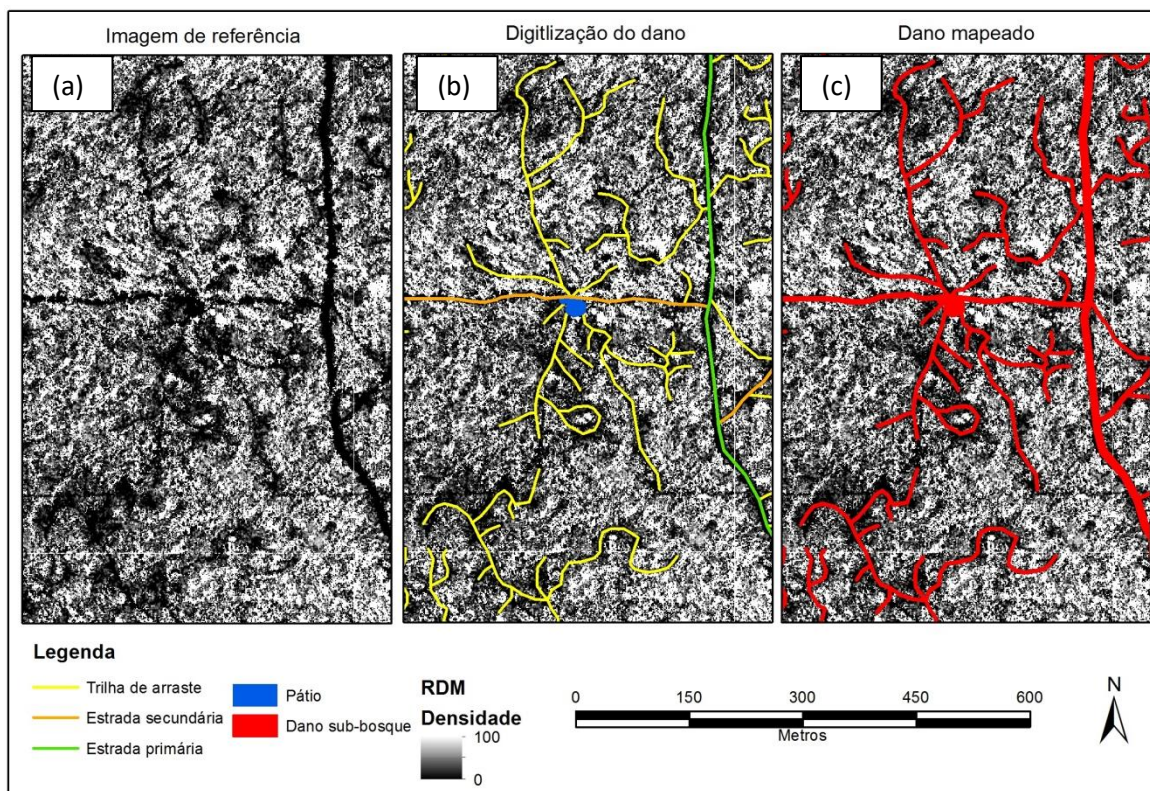 Imagem de referência
Digitlização do dano
Dano mapeado
(a)
(b)
(c)
Legenda
Trilha de arraste
Estrada secundária
Estrada primária
Pátio
Dano sub-bosque
RDM
Densidade
100
0
0 150 300 450 600
Metros
N